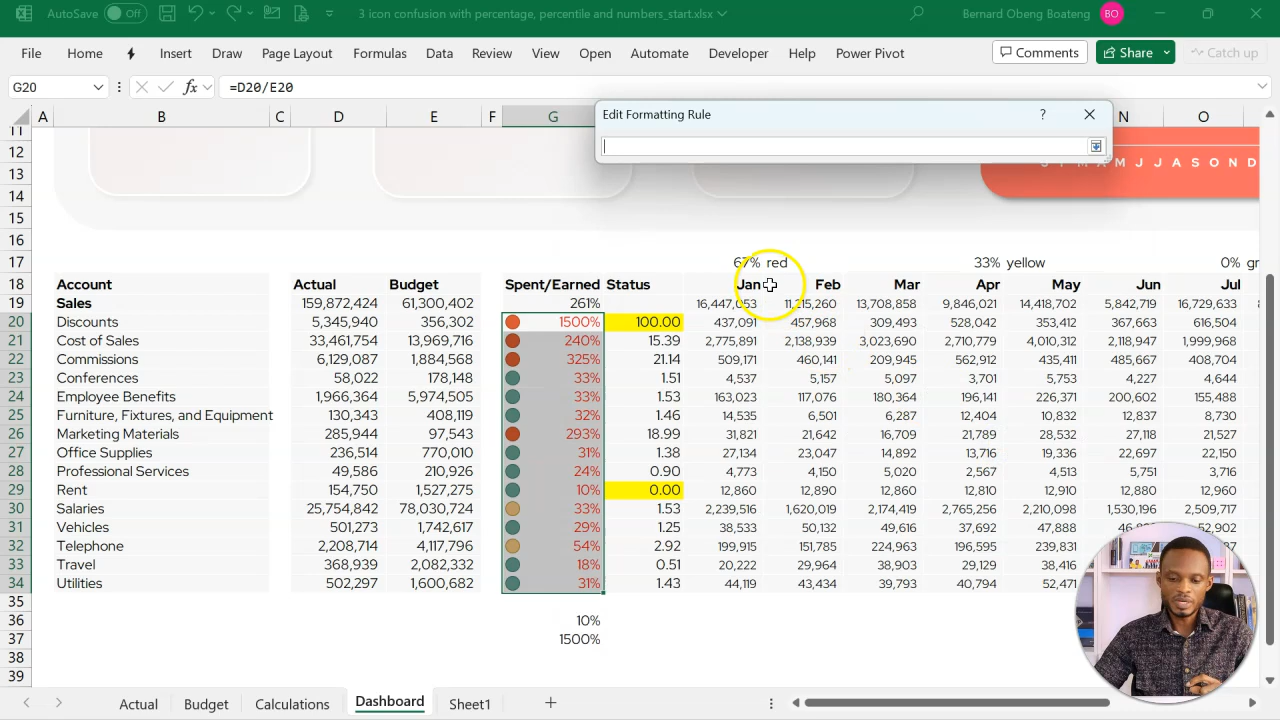 AutoSave Off 3 icon confusion with percentage, percentile and numbers_start.xlsx Bernard Obeng Boateng BO
File Home Insert Draw Page Layout Formulas Data Review View Open Automate Developer Help Power Pivot Comments Share Catch up
G20 fx =D20/E20
Edit Formatting Rule ?
A B C D E F G N O
11
12 J J A S O N D
13
14
15
16
17 67% red 33% yellow 0%
18 Account Actual Budget Spent/Earned Status Jan Feb Mar Apr May Jun Jul
19 Sales 159,872,424 61,300,402 261% 13,708,858 9,846,021 14,418,702 5,842,719 16,729,633
20 Discounts 5,345,940 356,302 1500% 100.00 437,091 457,968 309,493 528,042 353,412 367,663 616,504
21 Cost of Sales 33,461,754 13,969,716 240% 15.39 2,775,891 2,138,939 3,023,690 2,710,779 4,010,312 2,118,947 1,999,968
22 Commissions 6,129,087 1,884,568 325% 21.14 509,171 460,141 209,945 562,912 435,411 485,667 408,704
23 Conferences 58,022 178,148 33% 1.51 4,537 5,157 5,097 3,701 5,753 4,227 4,644
24 Employee Benefits 1,966,364 5,974,505 33% 1.53 163,023 117,076 180,364 196,141 226,371 200,602 155,488
25 Furniture, Fixtures, and Equipment 130,343 408,119 32% 1.46 14,535 6,501 6,287 12,404 10,832 12,837 8,730
26 Marketing Materials 285,944 97,543 293% 18.99 31,821 21,642 16,709 21,789 28,532 27,118 21,527
27 Office Supplies 236,514 770,010 31% 1.38 27,134 23,047 14,892 13,716 19,336 22,697 22,150
28 Professional Services 49,586 210,926 24% 0.90 4,773 4,150 5,020 2,567 4,513 5,751 3,716
29 Rent 154,750 1,527,275 10% 0.00 12,860 12,890 12,860 12,810 12,910 12,880 12,960
30 Salaries 25,754,842 78,030,724 33% 1.53 2,239,516 1,620,019 2,174,419 2,765,256 2,210,098 1,530,196 2,509,717
31 Vehicles 501,273 1,742,617 29% 1.25 38,533 50,132 49,616 39,676 47,888 52,902
32 Telephone 2,208,714 4,117,796 54% 2.92 199,915 151,785 224,963 196,595 239,831
33 Travel 368,939 2,082,332 18% 0.51 20,222 29,964 38,903 29,129 38,416
34 Utilities 502,297 1,600,682 31% 1.43 44,119 43,434 39,793 40,794 52,471
35
36 10%
37 1500%
38
39
Actual Budget Calculations Dashboard Sheet1